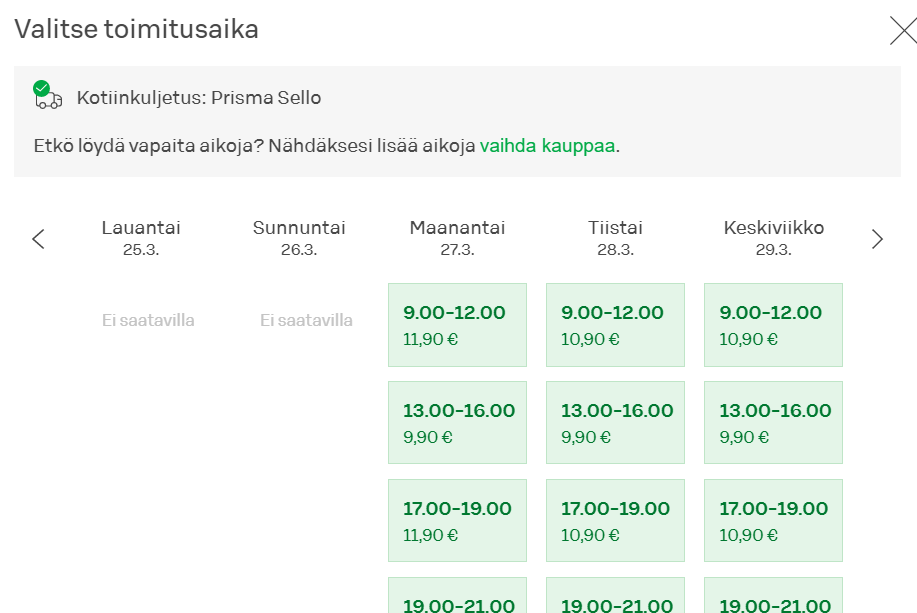 Valitse toimitusaika
Kotiinkuljetus: Prisma Sello
Etkö löydä vapaita aikoja? Nähdäksesi lisää aikoja vaihda kauppaa.
Lauantai Sunnuntai Maanantai Tiistai Keskiviikko
25.3. 26.3. 27.3. 28.3. 29.3.
Ei saatavilla Ei saatavilla
9.00–12.00 9.00–12.00 9.00–12.00
11,90 € 10,90 € 10,90 €
13.00–16.00 13.00–16.00 13.00–16.00
9,90 € 9,90 € 9,90 €
17.00–19.00 17.00–19.00 17.00–19.00
11,90 € 10,90 € 10,90 €
19.00–21.00 19.00–21.00 19.00–21.00